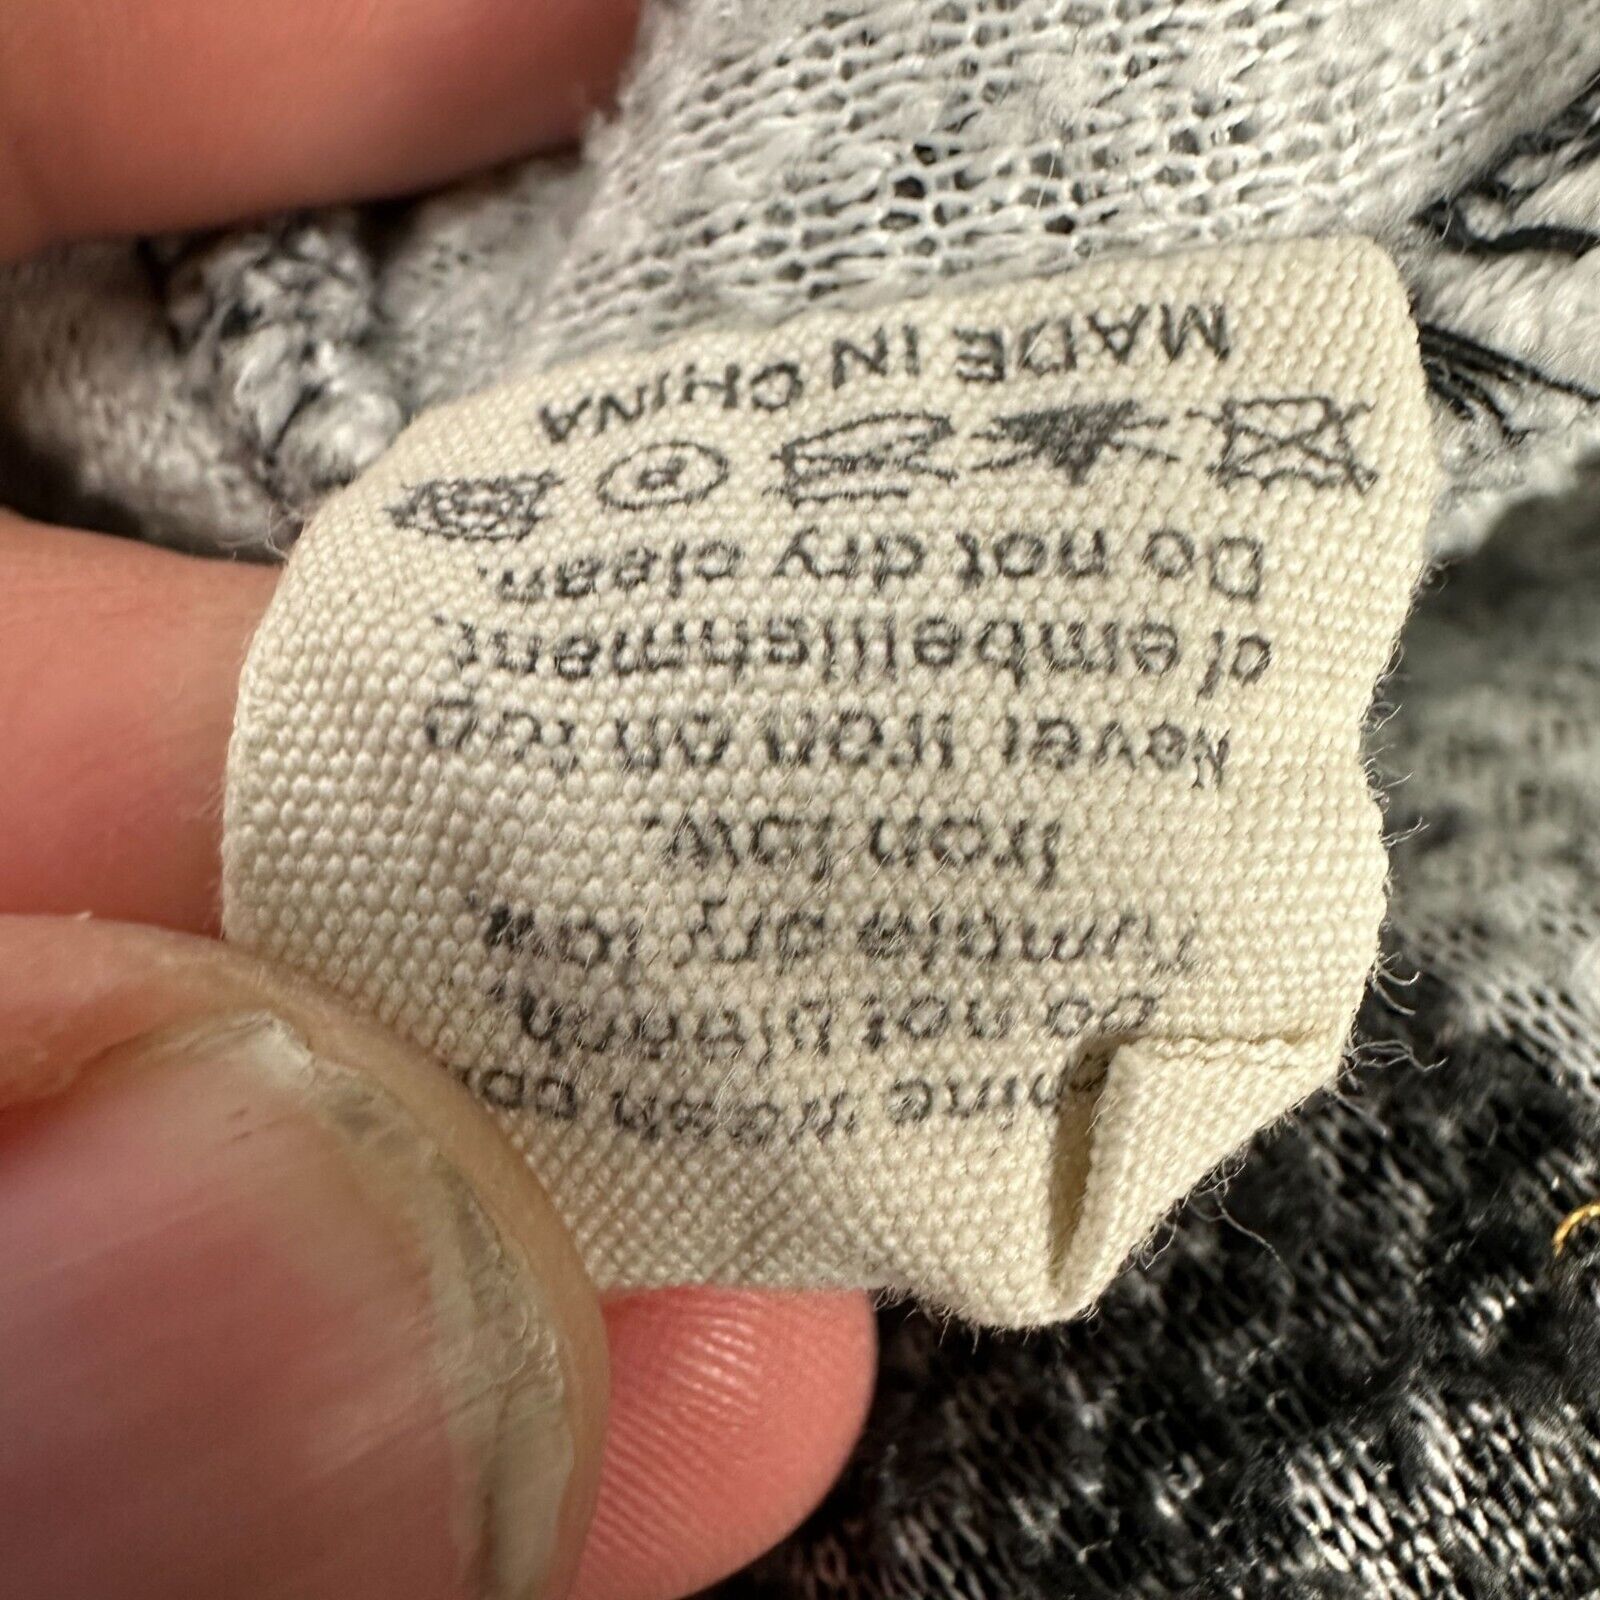 wash
Do not bleach.
Tumble dry, low.
Iron low.
Never iron on top
of embellishment.
Do not dry clean.
MADE IN CHINA